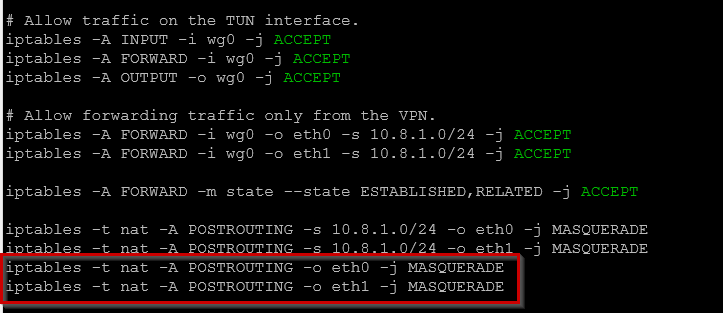 # Allow traffic on the TUN interface.
iptables -A INPUT -i wg0 -j ACCEPT
iptables -A FORWARD -i wg0 -j ACCEPT
iptables -A OUTPUT -o wg0 -j ACCEPT
# Allow forwarding traffic only from the VPN.
iptables -A FORWARD -i wg0 -o eth0 -s 10.8.1.0/24 -j ACCEPT
iptables -A FORWARD -i wg0 -o eth1 -s 10.8.1.0/24 -j ACCEPT
iptables -A FORWARD -m state --state ESTABLISHED,RELATED -j ACCEPT
iptables -t nat -A POSTROUTING -s 10.8.1.0/24 -o eth0 -j MASQUERADE
iptables -t nat -A POSTROUTING -s 10.8.1.0/24 -o eth1 -j MASQUERADE
iptables -t nat -A POSTROUTING -o eth0 -j MASQUERADE
iptables -t nat -A POSTROUTING -o eth1 -j MASQUERADE